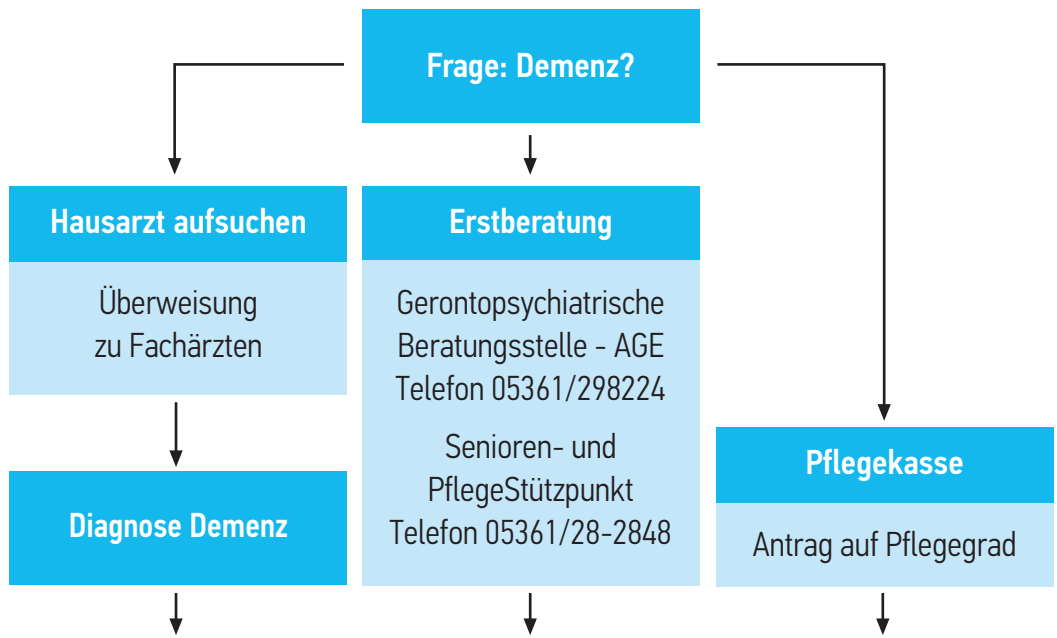 Frage: Demenz?
Hausarzt aufsuchen
Überweisung
zu Fachärzten
Diagnose Demenz
Erstberatung
Gerontopsychiatrische
Beratungsstelle - AGE
Telefon 05361/298224
Senioren- und
PflegeStützpunkt
Telefon 05361/28-2848
Pflegekasse
Antrag auf Pflegegrad